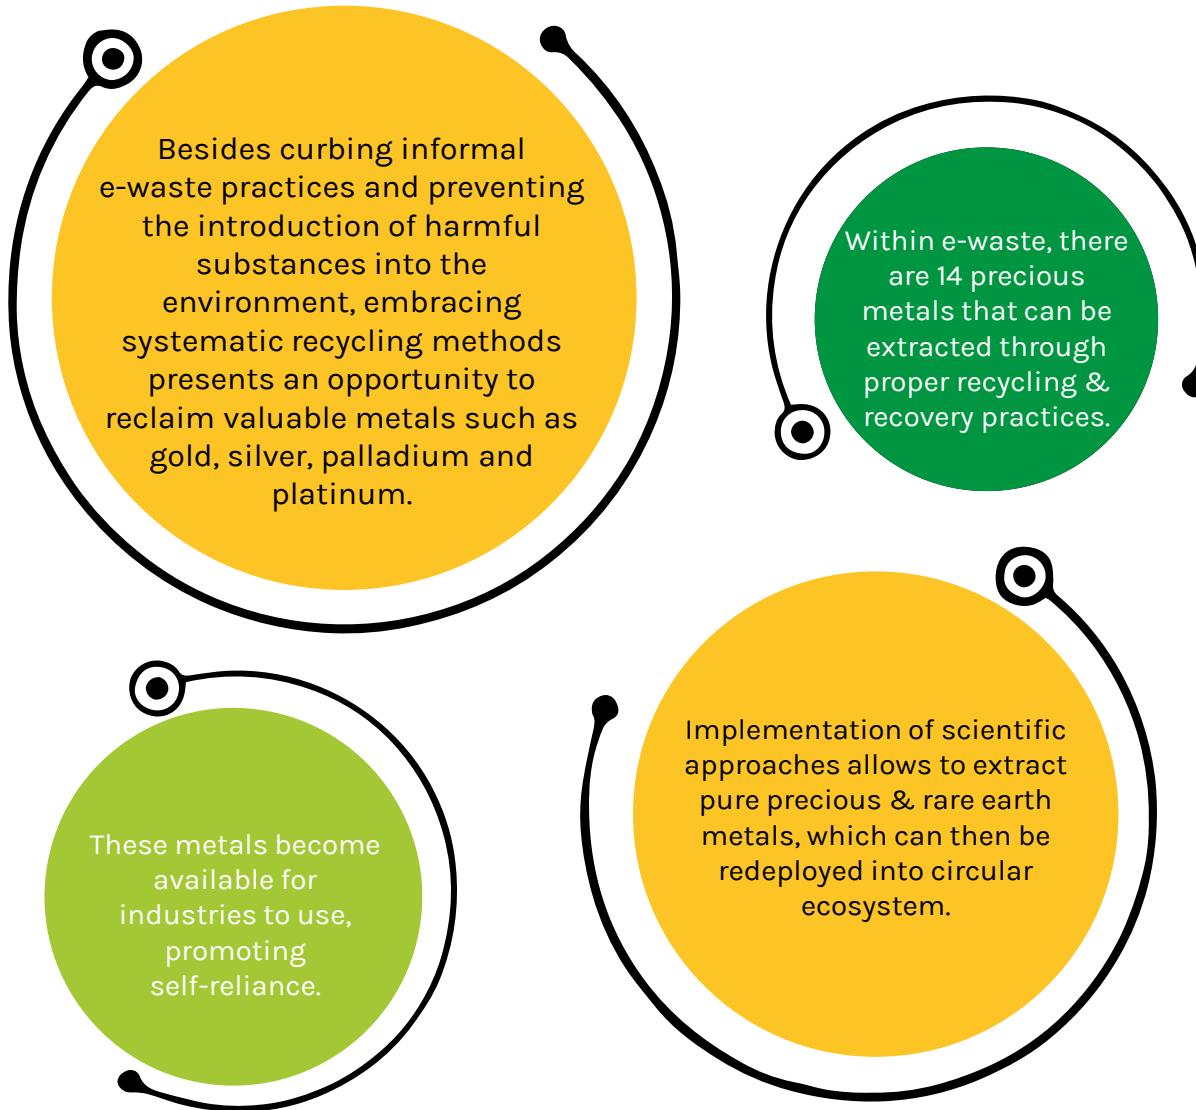 Besides curbing informal
e-waste practices and preventing
the introduction of harmful
substances into the
environment, embracing
systematic recycling methods
presents an opportunity to
reclaim valuable metals such as
gold, silver, palladium and
platinum.
Within e-waste, there
are 14 precious
metals that can be
extracted through
proper recycling &
recovery practices.
These metals become
available for
industries to use,
promoting
self-reliance.
Implementation of scientific
approaches allows to extract
pure precious & rare earth
metals, which can then be
redeployed into circular
ecosystem.